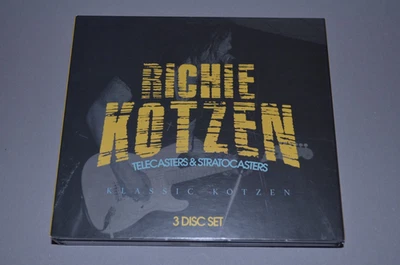 RICHIE
KOTZEN
TELECASTERS & STRATOCASTERS
KLASSIC KOTZEN
3 DISC SET